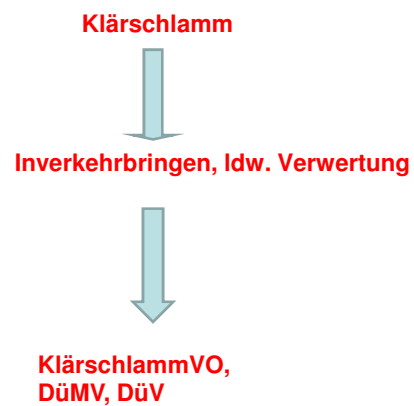 Klärschlamm
Inverkehrbringen, ldw. Verwertung
KlärschlammVO,
DüMV, DüV